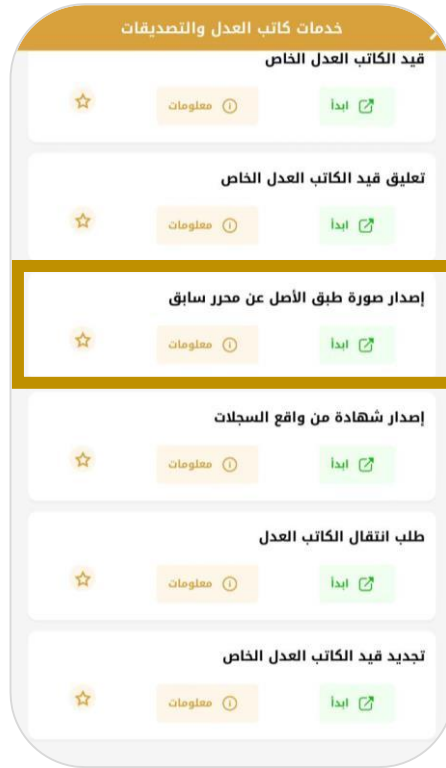 خدمات كاتب العدل والتصديقات
قيد الكاتب العدل الخاص
ابدأ معلومات
تعليق قيد الكاتب العدل الخاص
ابدأ معلومات
إصدار صورة طبق الأصل عن محرر سابق
ابدأ معلومات
إصدار شهادة من واقع السجلات
ابدأ معلومات
طلب انتقال الكاتب العدل
ابدأ معلومات
تجديد قيد الكاتب العدل الخاص
ابدأ معلومات